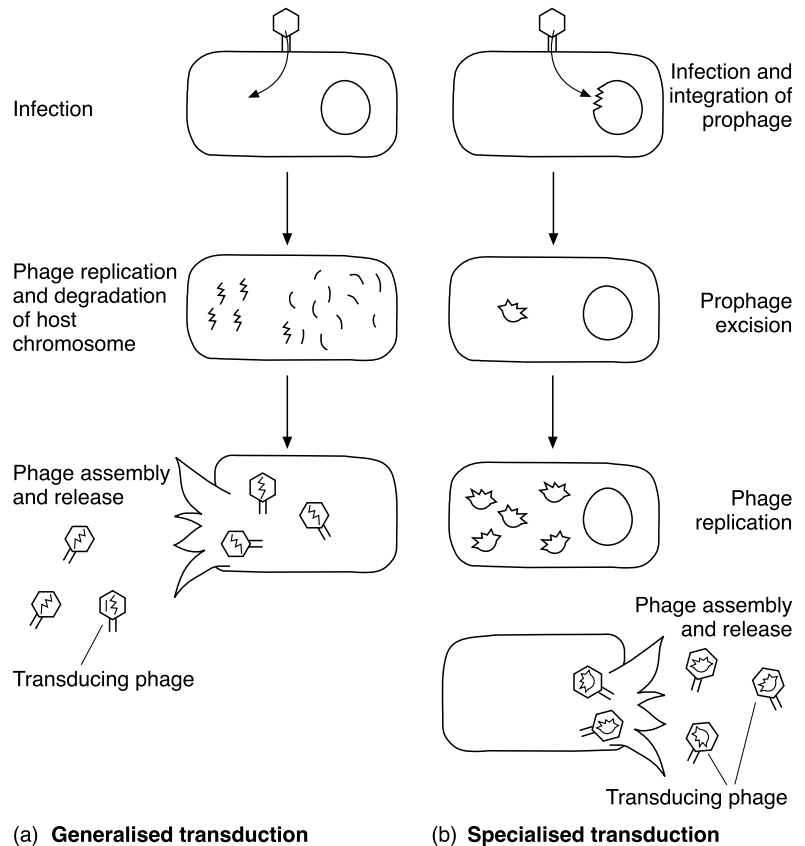 Infection
Phage replication
and degradation
of host
chromosome
Phage assembly
and release
Transducing phage
(a) Generalised transduction
Infection and
integration of
prophage
Prophage
excision
Phage
replication
Phage assembly
and release
Transducing phage
(b) Specialised transduction